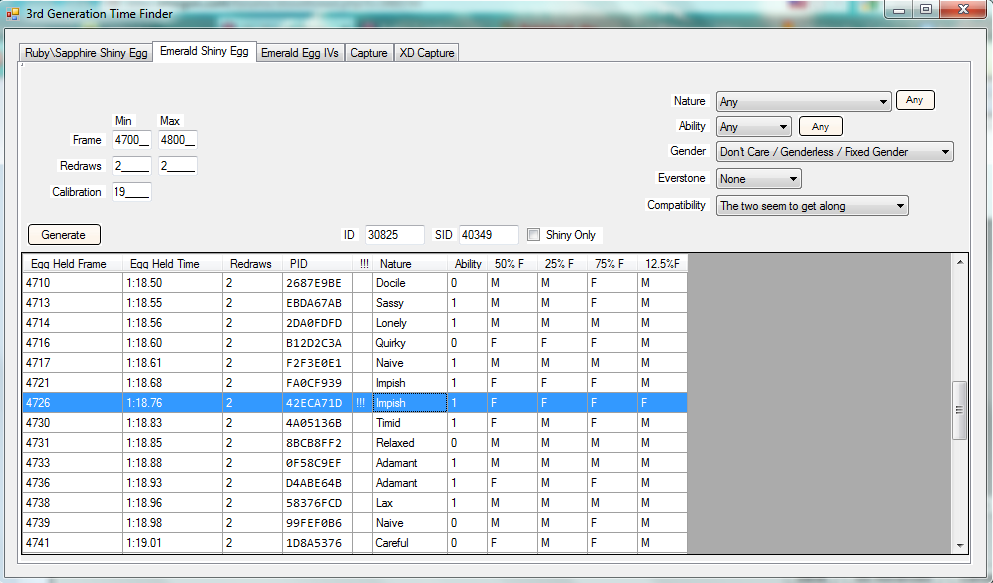 3rd Generation Time Finder
Ruby\Sapphire Shiny Egg Emerald Shiny Egg Emerald Egg IVs Capture XD Capture
Min Max
Frame 4700__ 4800__
Redraws 2_____ 2_____
Calibration 19____
Nature Any Any
Ability Any Any
Gender Don't Care / Genderless / Fixed Gender
Everstone None
Compatibility The two seem to get along
Generate ID 30825 SID 40349 Shiny Only
Egg Held Frame Egg Held Time Redraws PID !!! Nature Ability 50% F 25% F 75% F 12.5%F
4710 1:18.50 2 2687E9BE Docile 0 M M F M
4713 1:18.55 2 EBDA67AB Sassy 1 M M F M
4714 1:18.56 2 2DA0FDFD Lonely 1 M M M M
4716 1:18.60 2 B12D2C3A Quirky 0 F F F M
4717 1:18.61 2 F2F3E0E1 Naive 1 M M M M
4721 1:18.68 2 FA0CF939 Impish 1 F F F M
4726 1:18.76 2 42ECA71D !!! Impish 1 F F F F
4730 1:18.83 2 4A05136B Timid 1 F M F M
4731 1:18.85 2 8BCB8FF2 Relaxed 0 M M M M
4733 1:18.88 2 0F58C9EF Adamant 1 M M M M
4736 1:18.93 2 D4ABE64B Adamant 1 F M F M
4738 1:18.96 2 58376FCD Lax 1 M M M M
4739 1:18.98 2 99FEF0B6 Naive 0 M M F M
4741 1:19.01 2 1D8A5376 Careful 0 F M F M